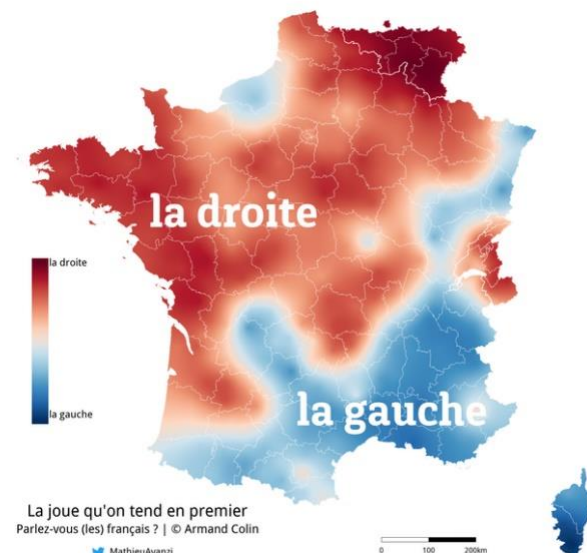 la droite
la droite
la gauche
la gauche
La joue qu'on tend en premier
Parlez-vous (les) français ? | © Armand Colin
MathieuAvanzi
0 100 200km